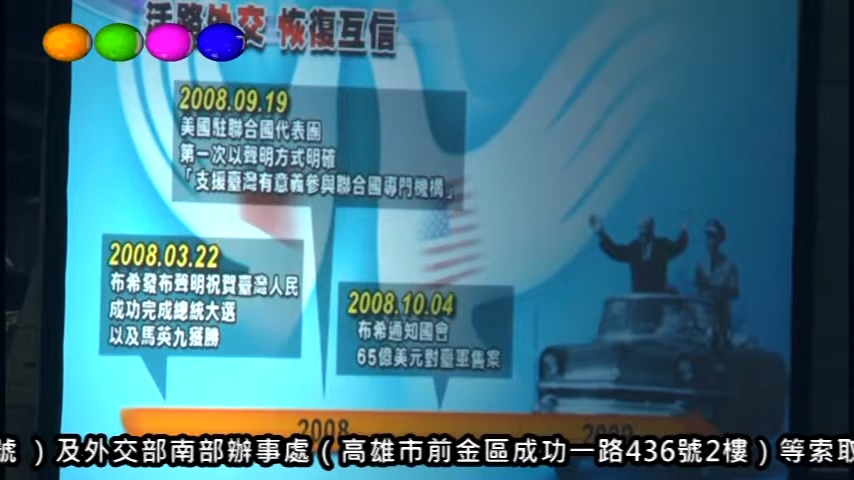 活路外交 恢復互信
2008.09.19
美國駐聯合國代表團
第一次以聲明方式明確
「支援臺灣有意義參與聯合國專門機構」
2008.03.22
布希發布聲明祝賀臺灣人民
成功完成總統大選
以及馬英九獲勝
2008.10.04
布希通知國會
65億美元對臺軍售案
2008
2009
號 ）及外交部南部辦事處（高雄市前金區成功一路436號2樓）等索取